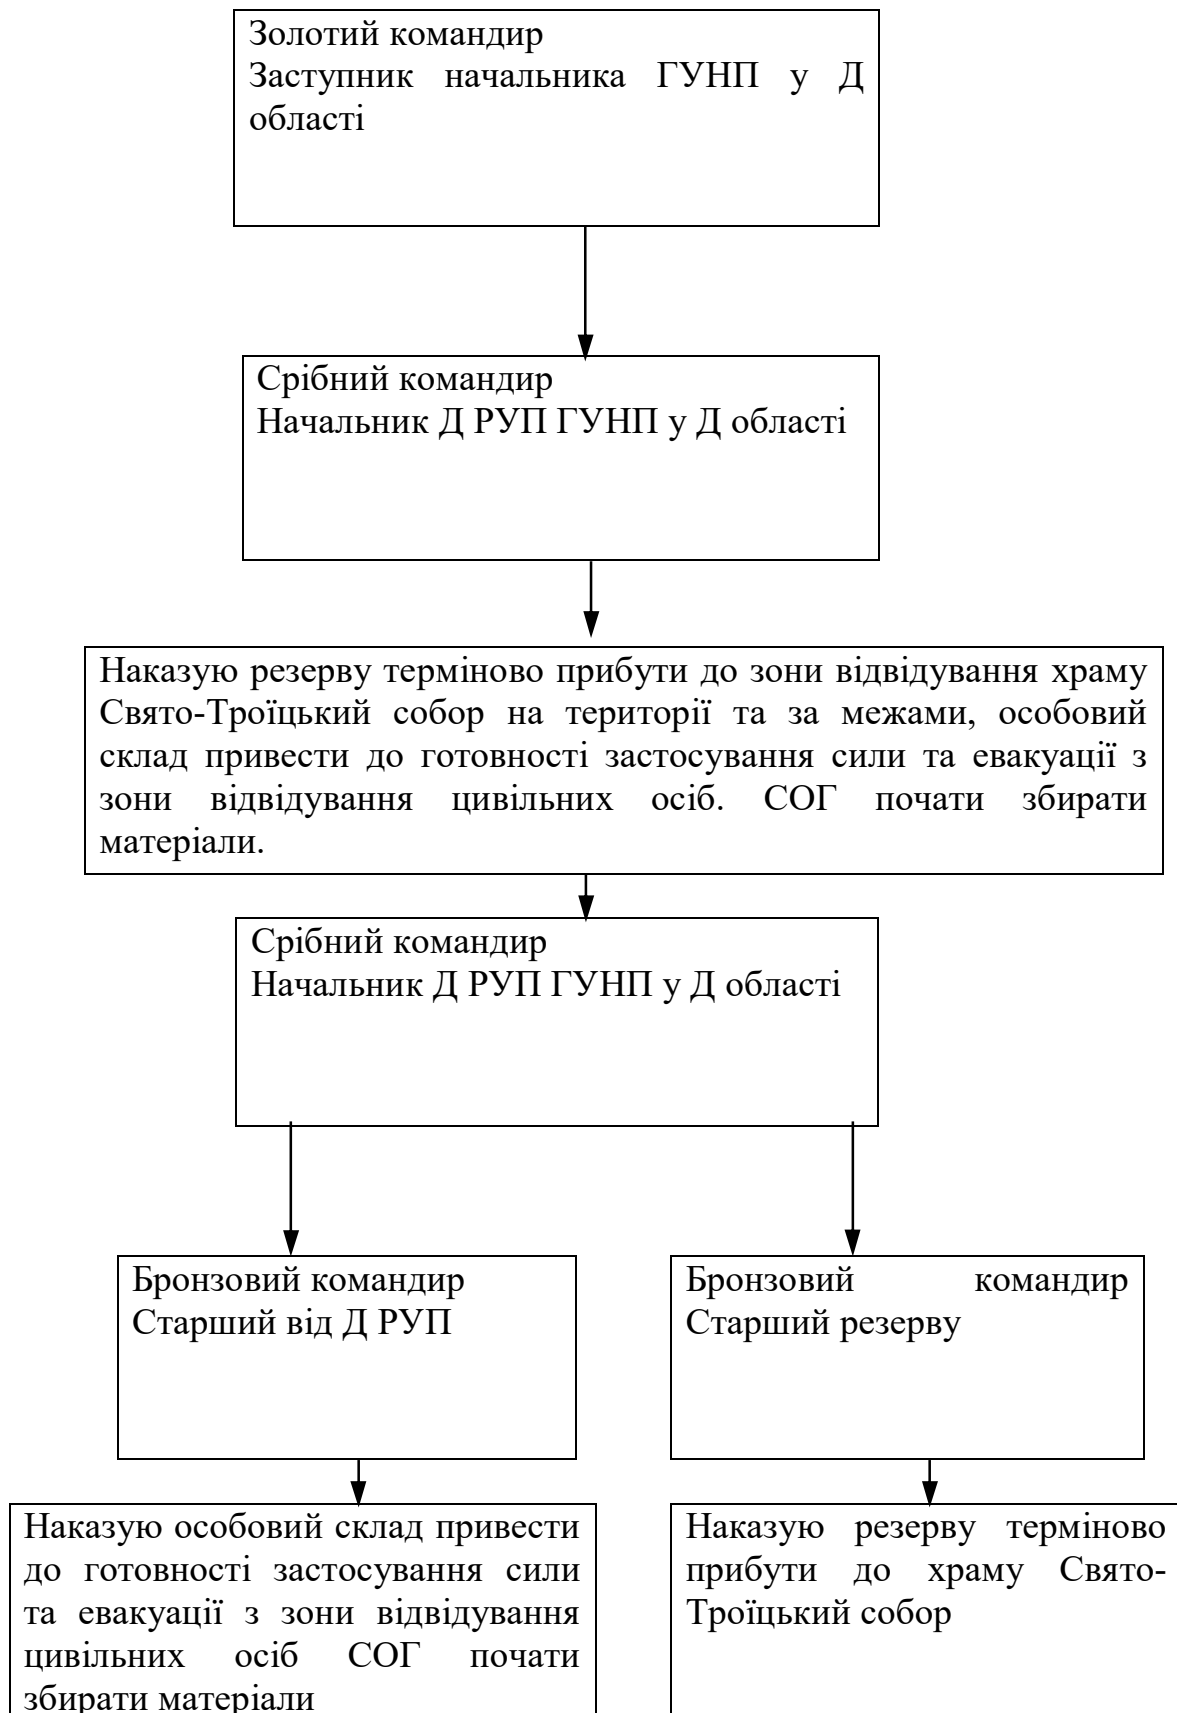 Золотий командир
Заступник начальника ГУНП у Д
області
Срібний командир
Начальник Д РУП ГУНП у Д області
Наказую резерву терміново прибути до зони відвідування храму
Свято-Троїцький собор на території та за межами, особовий
склад привести до готовності застосування сили та евакуації з
зони відвідування цивільних осіб. СОГ почати збирати
матеріали.
Срібний командир
Начальник Д РУП ГУНП у Д області
Бронзовий командир
Старший від Д РУП
Бронзовий командир
Старший резерву
Наказую особовий склад привести
до готовності застосування сили
та евакуації з зони відвідування
цивільних осіб СОГ почати
збирати матеріали
Наказую резерву терміново
прибути до храму Свято-
Троїцький собор